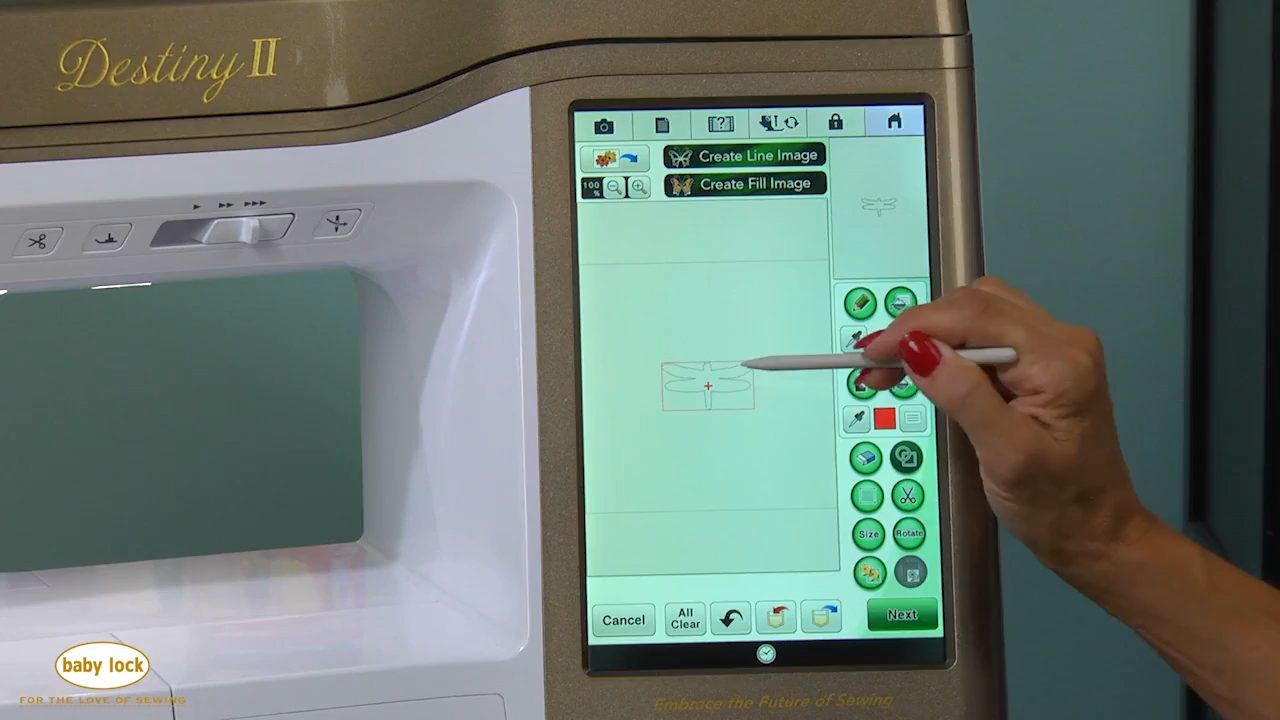 Destiny II
Create Line Image
Create Fill Image
100
%
Size
Rotate
Cancel
All
Clear
Next
baby lock
FOR THE LOVE OF SEWING
Embrace the Future of Sewing